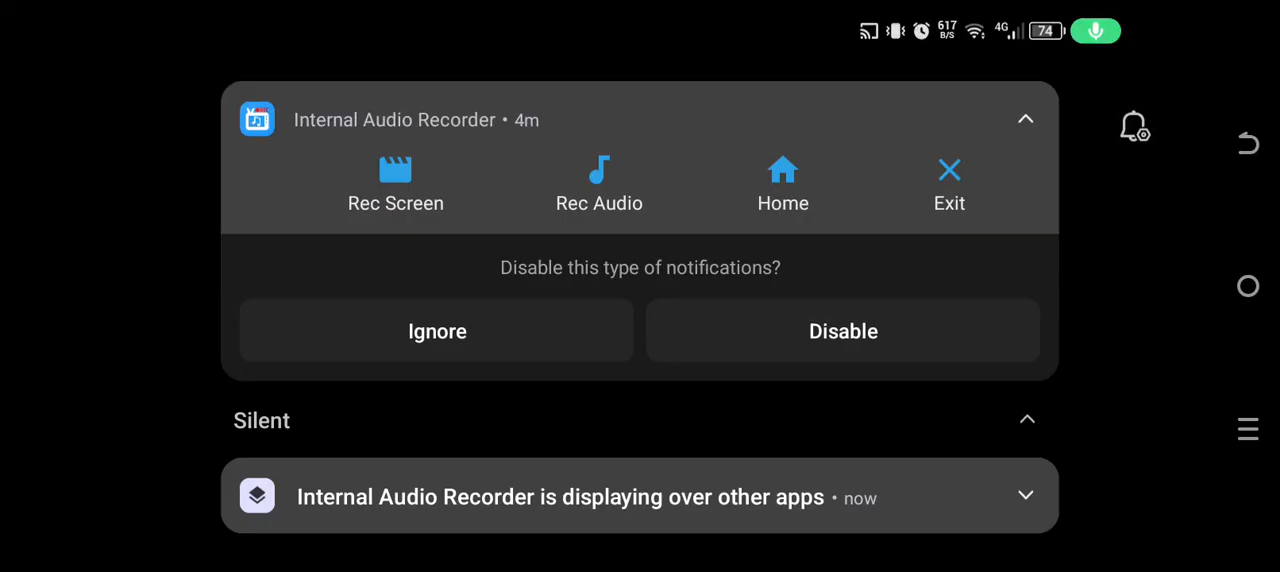 617
B/S
4G
74
Internal Audio Recorder • 4m
Rec Screen
Rec Audio
Home
Exit
Disable this type of notifications?
Ignore
Disable
Silent
Internal Audio Recorder is displaying over other apps • now